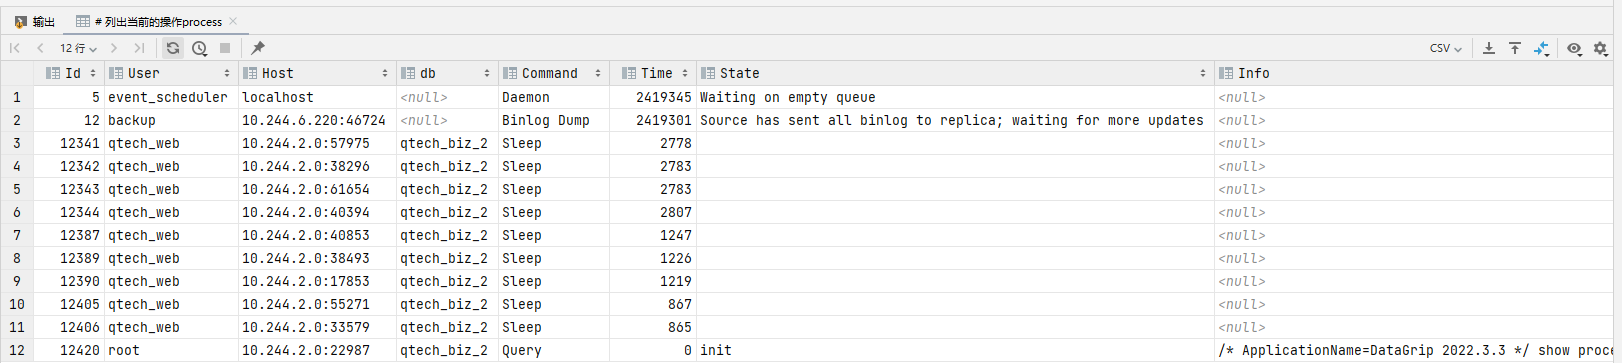 输出 # 列出当前的操作process
12 行 CSV
Id User Host db Command Time State Info
1 5 event_scheduler localhost <null> Daemon 2419345 Waiting on empty queue <null>
2 12 backup 10.244.6.220:46724 <null> Binlog Dump 2419301 Source has sent all binlog to replica; waiting for more updates <null>
3 12341 qtech_web 10.244.2.0:57975 qtech_biz_2 Sleep 2778 <null>
4 12342 qtech_web 10.244.2.0:38296 qtech_biz_2 Sleep 2783 <null>
5 12343 qtech_web 10.244.2.0:61654 qtech_biz_2 Sleep 2783 <null>
6 12344 qtech_web 10.244.2.0:40394 qtech_biz_2 Sleep 2807 <null>
7 12387 qtech_web 10.244.2.0:40853 qtech_biz_2 Sleep 1247 <null>
8 12389 qtech_web 10.244.2.0:38493 qtech_biz_2 Sleep 1226 <null>
9 12390 qtech_web 10.244.2.0:17853 qtech_biz_2 Sleep 1219 <null>
10 12405 qtech_web 10.244.2.0:55271 qtech_biz_2 Sleep 867 <null>
11 12406 qtech_web 10.244.2.0:33579 qtech_biz_2 Sleep 865 <null>
12 12420 root 10.244.2.0:22987 qtech_biz_2 Query 0 init /* ApplicationName=DataGrip 2022.3.3 */ show proc